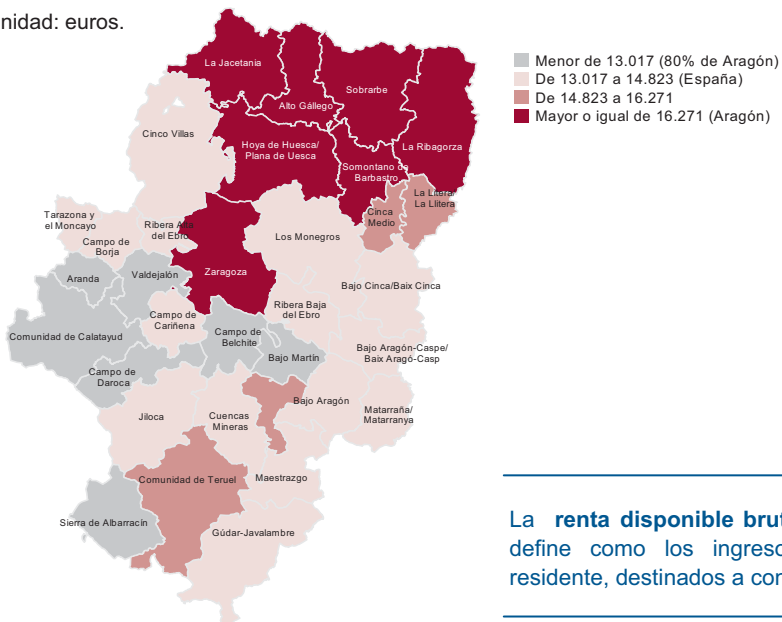 nidad: euros.
Menor de 13.017 (80% de Aragón)
De 13.017 a 14.823 (España)
De 14.823 a 16.271
Mayor o igual de 16.271 (Aragón)
La Jacetania
Alto Gállego
Sobrarbe
Cinco Villas
Hoya de Huesca/
Plana de Uesca
La Ribagorza
Somontano de
Barbastro
La Litera/
La Llitera
Cinca
Medio
Tarazona y
el Moncayo
Ribera Alta
del Ebro
Campo de
Borja
Los Monegros
Aranda
Valdejalón
Zaragoza
Bajo Cinca/Baix Cinca
Ribera Baja
del Ebro
Campo de
Cariñena
Comunidad de Calatayud
Campo de
Belchite
Bajo Martín
Bajo Aragón-Caspe/
Baix Aragó-Casp
Campo de
Daroca
Bajo Aragón
Jiloca
Cuencas
Mineras
Matarraña/
Matarranya
Comunidad de Teruel
Maestrazgo
Sierra de Albarracín
Gúdar-Javalambre
La renta disponible brut
define como los ingreso
residente, destinados a con